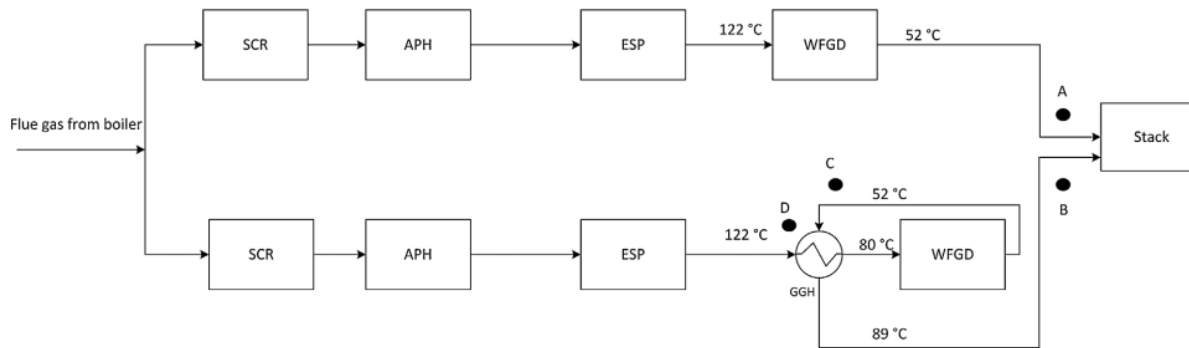 SCR
APH
ESP
122 °C
WFGD
52 °C
A
Flue gas from boiler
Stack
C
B
D
52 °C
SCR
APH
ESP
122 °C
80 °C
WFGD
GGH
89 °C